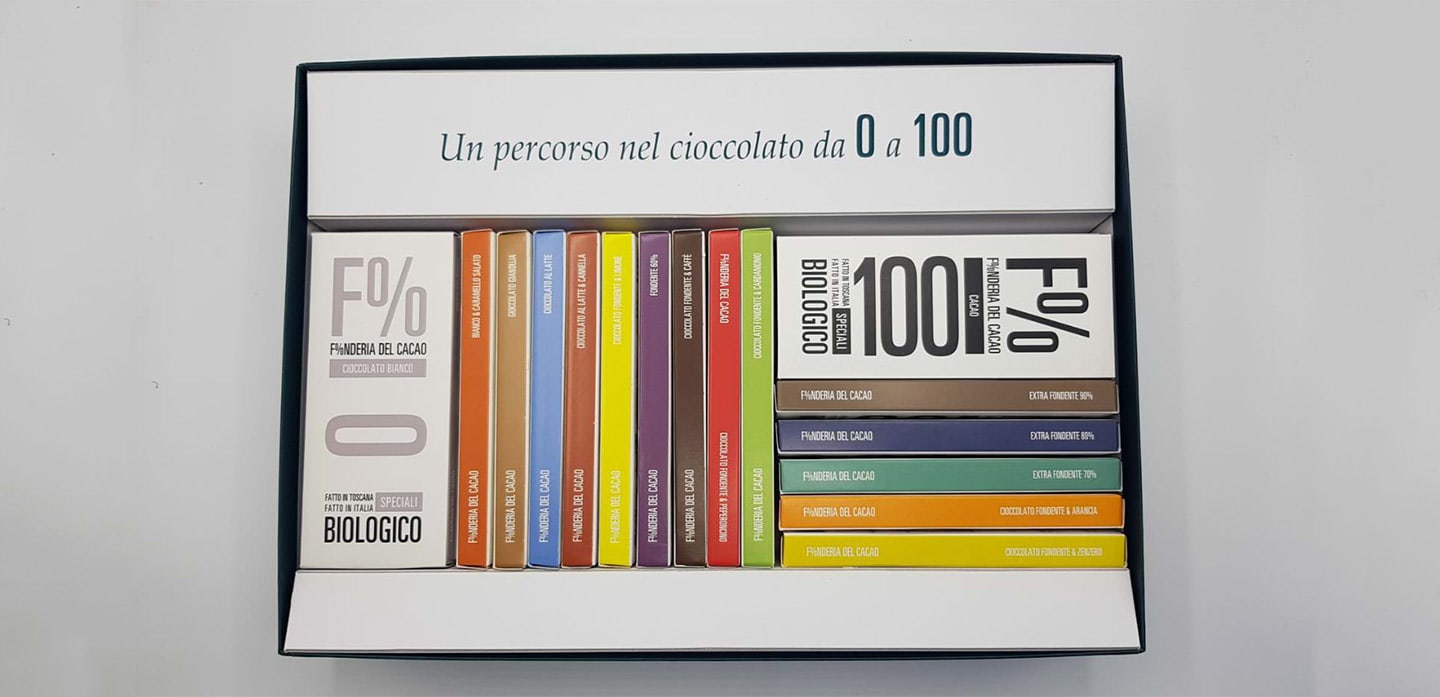 Un percorso nel cioccolato da 0 a 100
F%
F%NDERIA DEL CACAO
CIOCCOLATO BIANCO
0
FATTO IN TOSCANA
FATTO IN ITALIA
SPECIALI
BIOLOGICO
BIANCO & CARAMELLO SALATO
F%NDERIA DEL CACAO
CIOCCOLATO GIANDUJA
F%NDERIA DEL CACAO
CIOCCOLATO AL LATTE
F%NDERIA DEL CACAO
CIOCCOLATO AL LATTE & CANNELLA
F%NDERIA DEL CACAO
CIOCCOLATO FONDENTE & LIMONE
F%NDERIA DEL CACAO
FONDENTE 60%
F%NDERIA DEL CACAO
CIOCCOLATO FONDENTE & CAFFÈ
F%NDERIA DEL CACAO
F%NDERIA DEL CACAO
CIOCCOLATO FONDENTE & PEPERONCINO
CIOCCOLATO FONDENTE & CARDAMOMO
F%NDERIA DEL CACAO
F%
F%NDERIA DEL CACAO
CACAO
100
FATTO IN TOSCANA
FATTO IN ITALIA
SPECIALI
BIOLOGICO
F%NDERIA DEL CACAO EXTRA FONDENTE 90%
F%NDERIA DEL CACAO EXTRA FONDENTE 80%
F%NDERIA DEL CACAO EXTRA FONDENTE 70%
F%NDERIA DEL CACAO CIOCCOLATO FONDENTE & ARANCIA
F%NDERIA DEL CACAO CIOCCOLATO FONDENTE & ZENZERO